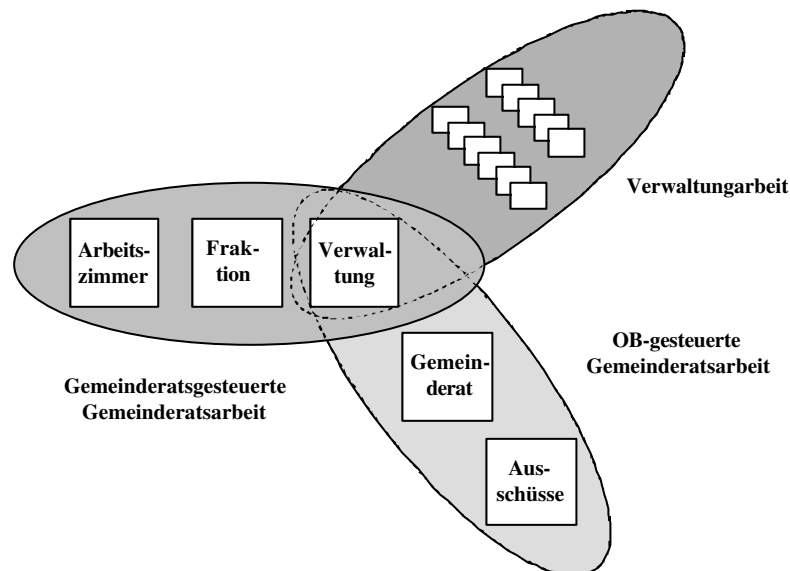 Verwaltungarbeit
Arbeits-
zimmer
Frak-
tion
Verwal-
tung
OB-gesteuerte
Gemeinderatsarbeit
Gemein-
derat
Gemeinderatsgesteuerte
Gemeinderatsarbeit
Aus-
schüsse